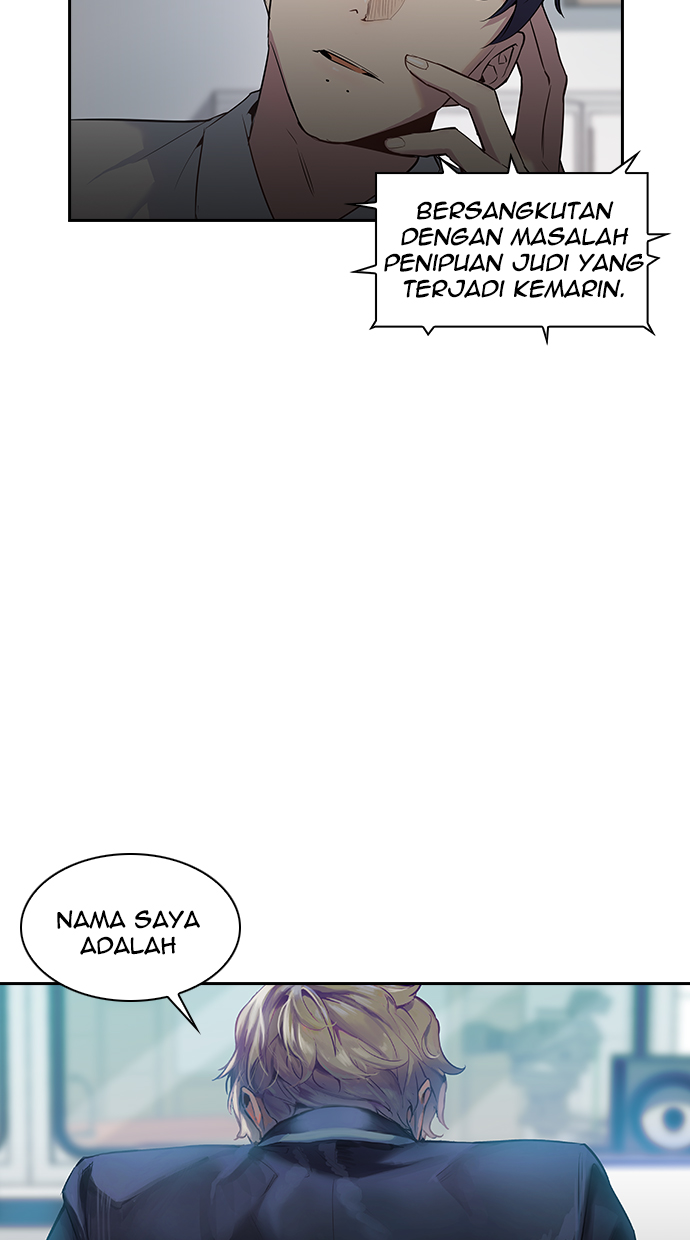 BERSANGKUTAN
DENGAN MASALAH
PENIPUAN JUDI YANG
TERJADI KEMARIN.
NAMA SAYA
ADALAH